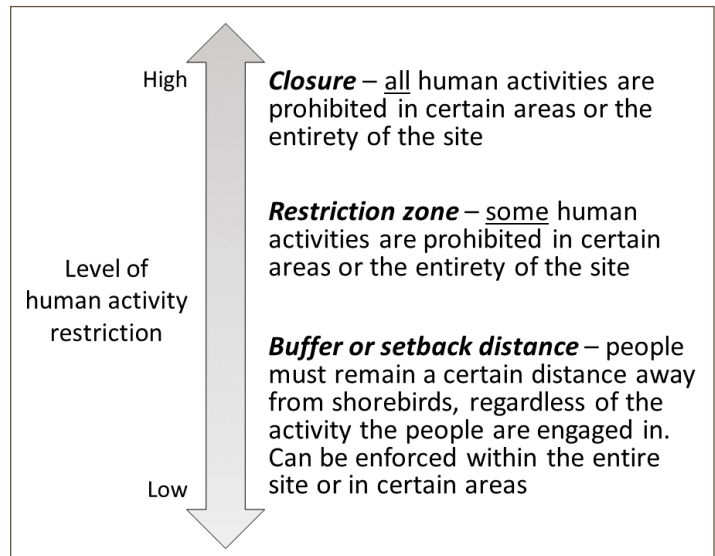 High
Closure – all human activities are
prohibited in certain areas or the
entirety of the site
Restriction zone – some human
activities are prohibited in certain
areas or the entirety of the site
Level of
human activity
restriction
Buffer or setback distance – people
must remain a certain distance away
from shorebirds, regardless of the
activity the people are engaged in.
Can be enforced within the entire
site or in certain areas
Low